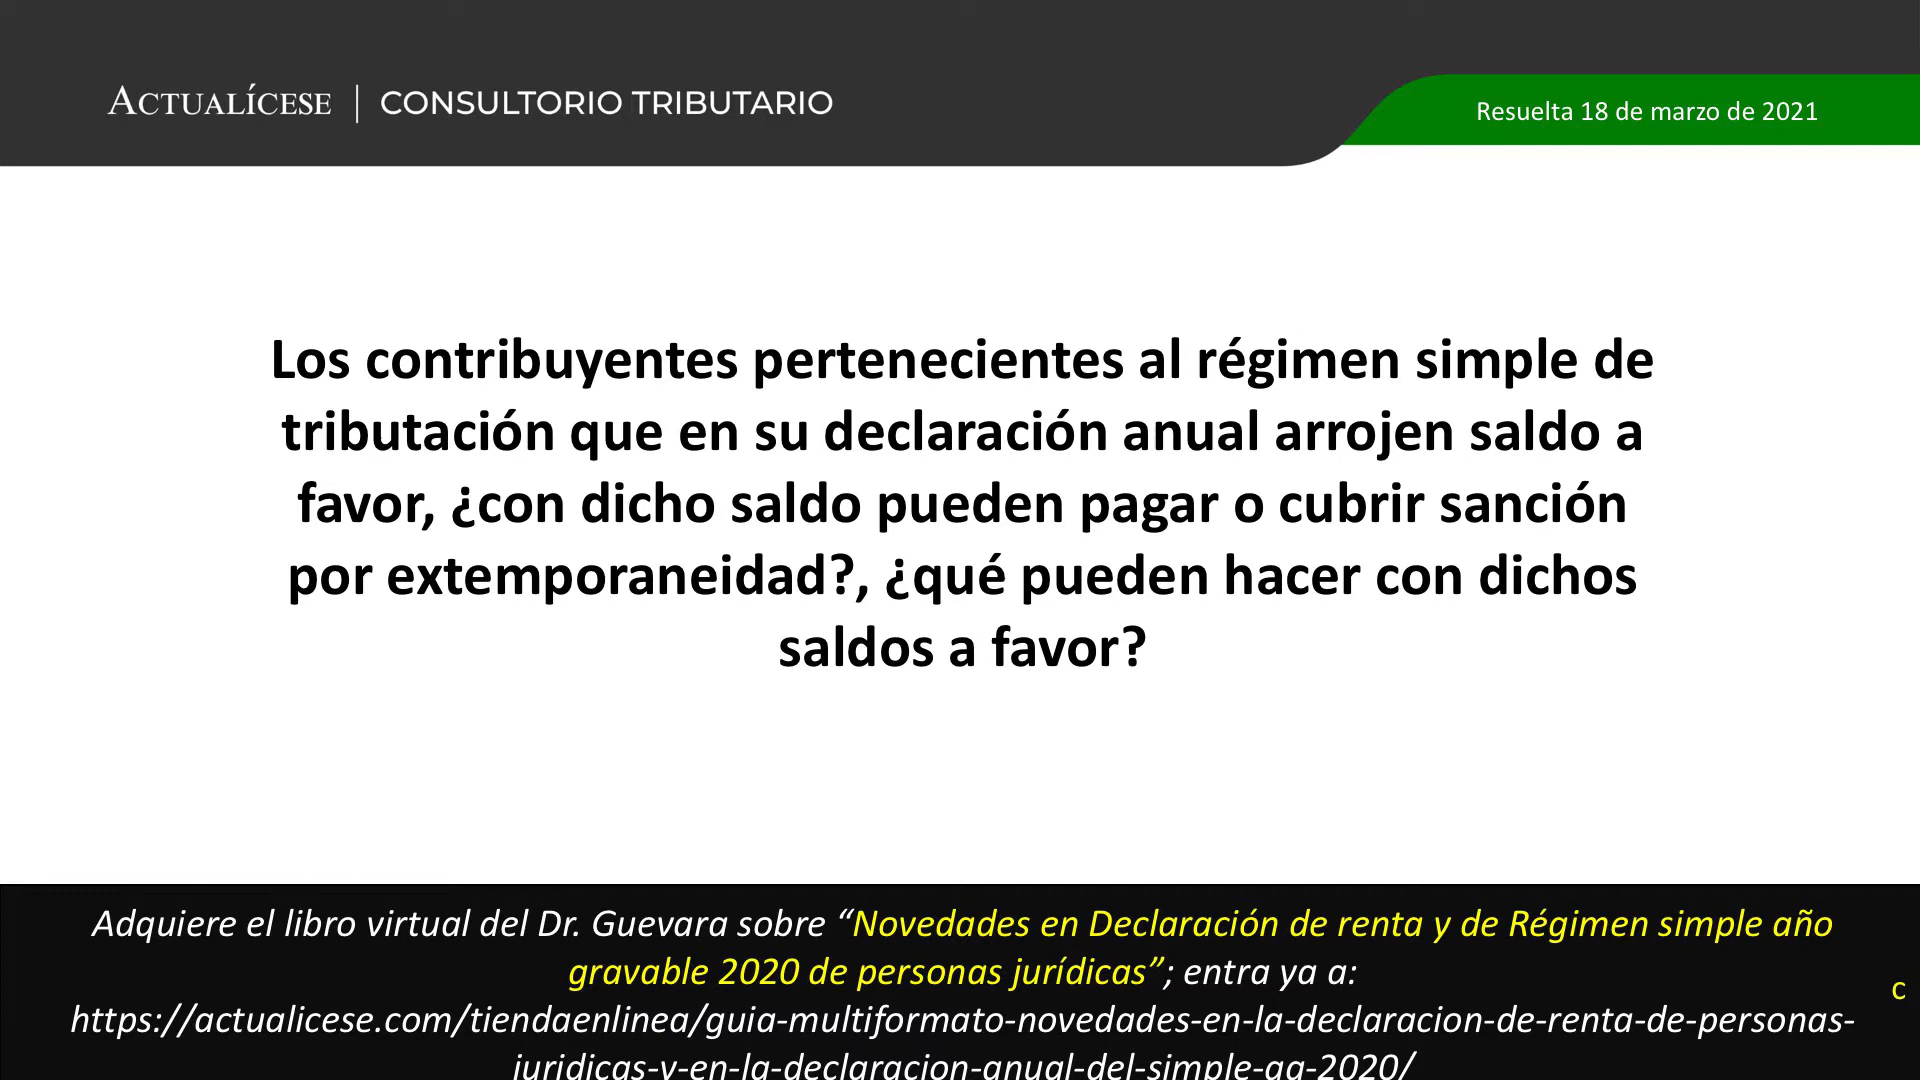 ACTUALÍCESE | CONSULTORIO TRIBUTARIO
Resuelta 18 de marzo de 2021
Los contribuyentes pertenecientes al régimen simple de
tributación que en su declaración anual arrojen saldo a
favor, ¿con dicho saldo pueden pagar o cubrir sanción
por extemporaneidad?, ¿qué pueden hacer con dichos
saldos a favor?
Adquiere el libro virtual del Dr. Guevara sobre “Novedades en Declaración de renta y de Régimen simple año
gravable 2020 de personas jurídicas”; entra ya a:
c
https://actualicese.com/tiendaenlinea/guia-multiformato-novedades-en-la-declaracion-de-renta-de-personas-
juridicas-y-en-la-declaracion-anual-del-simple-ag-2020/